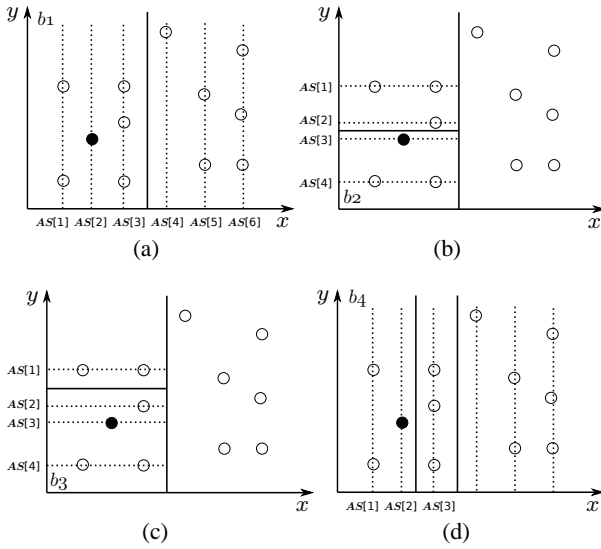 y b1
AS[1] AS[2] AS[3] AS[4] AS[5] AS[6] x
(a)
y
AS[1]
AS[2]
AS[3]
AS[4]
b2 x
(b)
y
AS[1]
AS[2]
AS[3]
AS[4]
b3 x
(c)
y b4
AS[1] AS[2] AS[3] x
(d)